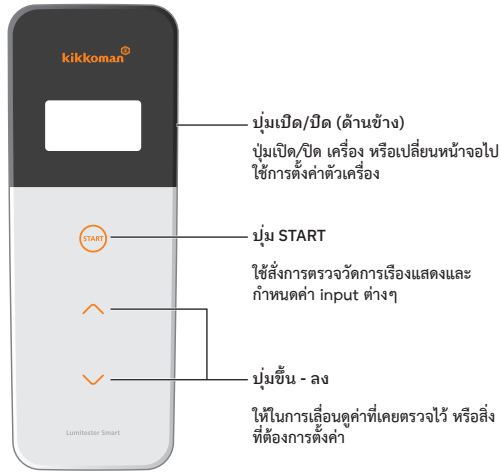 kikkoman
ปุ่มเปิด/ปิด (ด้านข้าง)
ปุ่มเปิด/ปิด เครื่อง หรือเปลี่ยนหน้าจอไป
ใช้การตั้งค่าตัวเครื่อง
START
ปุ่ม START
ใช้สั่งการตรวจวัดการเรืองแสดงและ
กำหนดค่า input ต่างๆ
ปุ่มขึ้น - ลง
ให้ในการเลื่อนดูค่าที่เคยตรวจไว้ หรือสิ่ง
ที่ต้องการตั้งค่า
Lumitester Smart